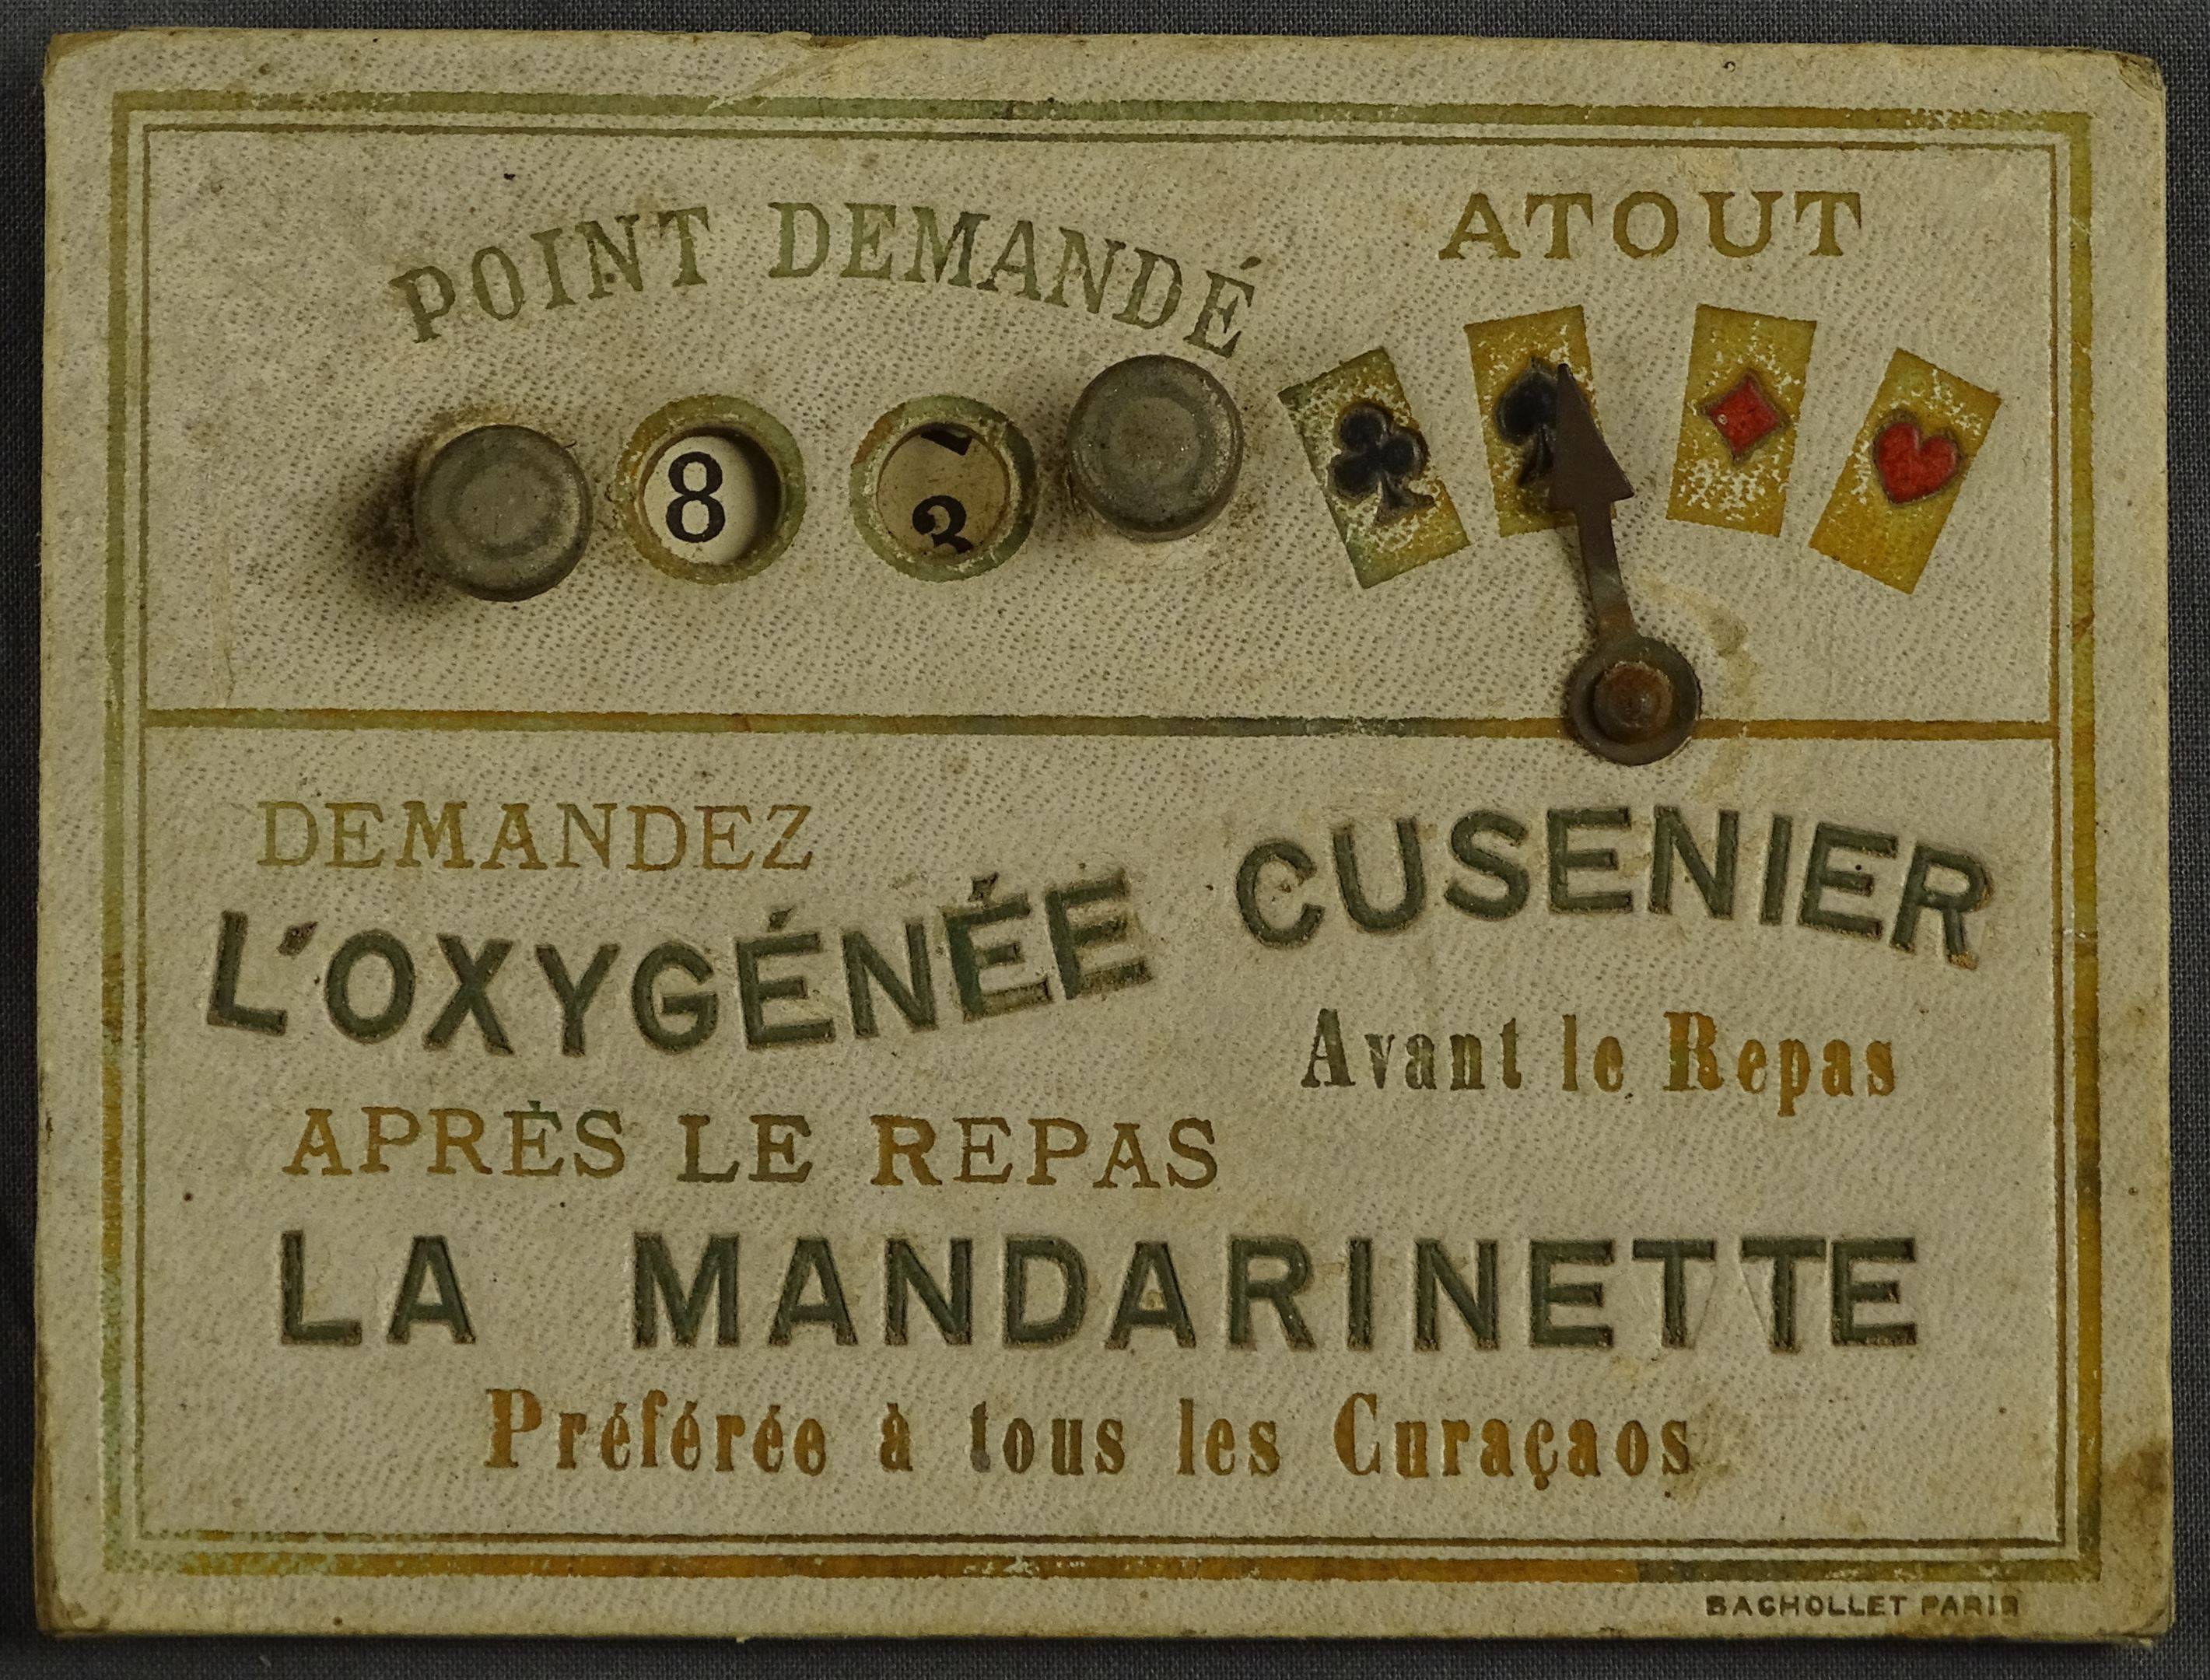 POINT DEMANDÉ
ATOUT
8
3
DEMANDEZ
L'OXYGÉNÉE CUSENIER
Avant le Repas
APRÈS LE REPAS
LA MANDARINETTE
Préférée à tous les Curaçaos
BACHOLLET PARIS